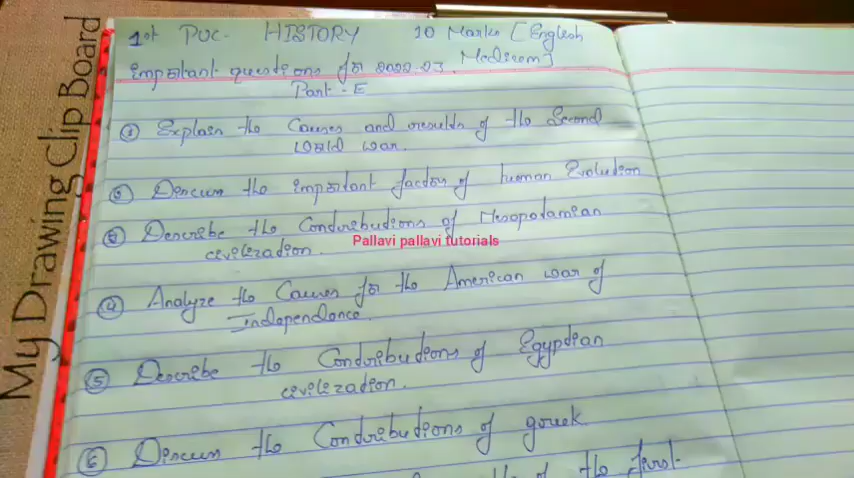 1st PUC- HISTORY 10 Marks [English
Important questions for 2022-23. Medium]
Part - E
① Explain the Causes and results of the Second
World war.
② Discuss the important factors of human Evolution
③ Describe the Contributions of Mesopotamian
civilization.
Pallavi pallavi tutorials
④ Analyze the Causes for the American war of
Independence.
⑤ Describe the Contributions of Egyptian
civilization.
⑥ Discuss the Contributions of greek
of the first
My Drawing Clip Board